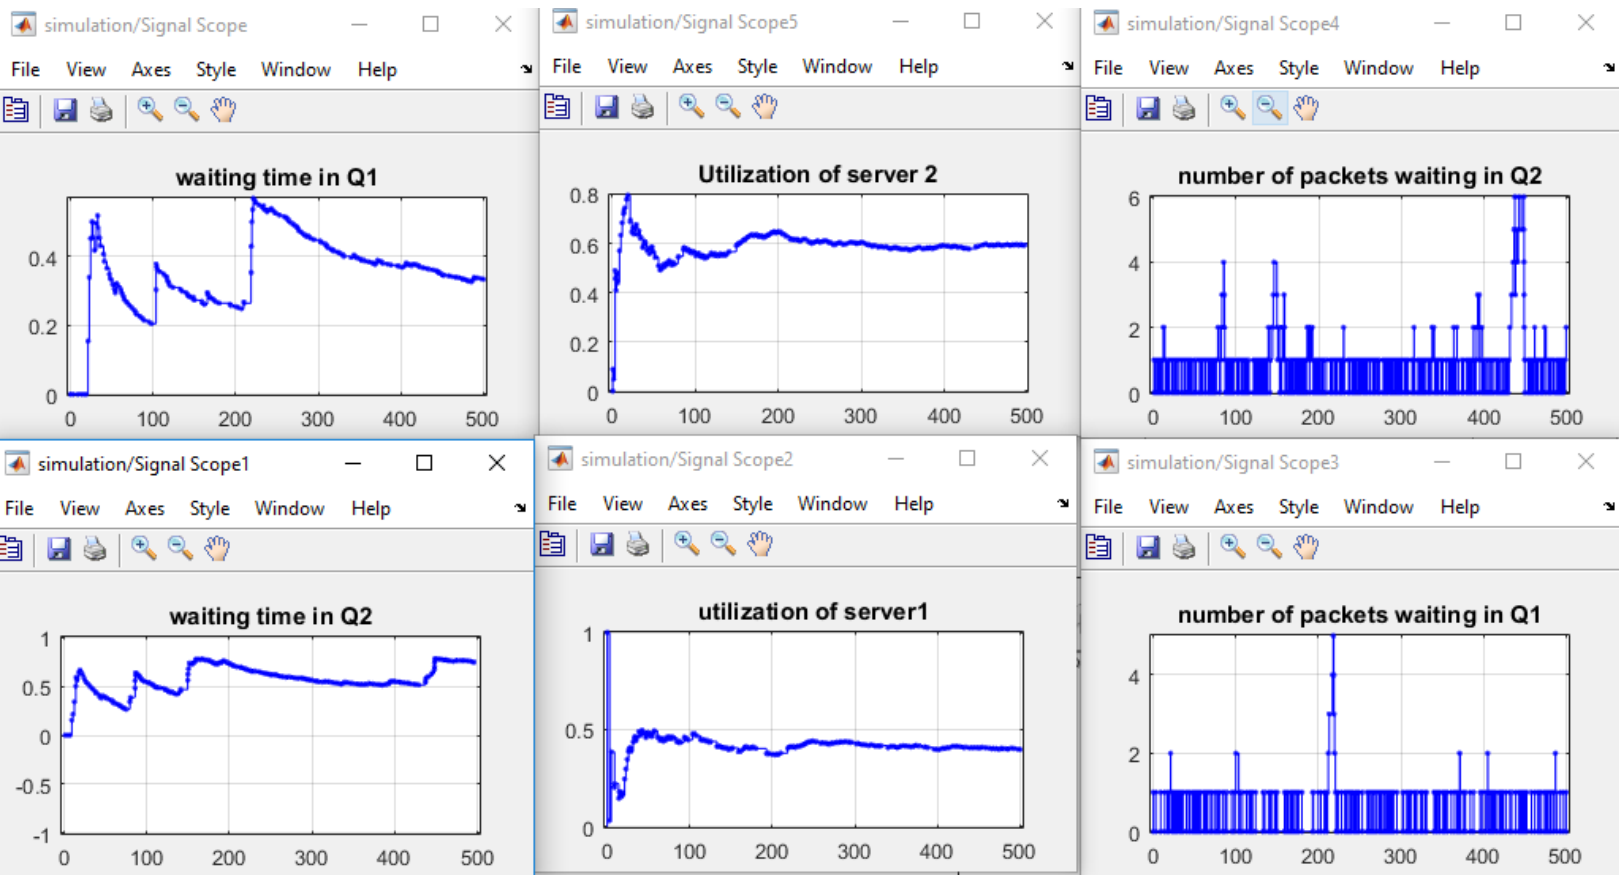 simulation/Signal Scope
File View Axes Style Window Help
waiting time in Q1
0.4
0.2
0
0 100 200 300 400 500
simulation/Signal Scope5
File View Axes Style Window Help
Utilization of server 2
0.8
0.6
0.4
0.2
0
0 100 200 300 400 500
simulation/Signal Scope4
File View Axes Style Window Help
number of packets waiting in Q2
6
4
2
0
0 100 200 300 400 500
simulation/Signal Scope1
File View Axes Style Window Help
waiting time in Q2
1
0.5
0
-0.5
-1
0 100 200 300 400 500
simulation/Signal Scope2
File View Axes Style Window Help
utilization of server1
1
0.5
0
0 100 200 300 400 500
simulation/Signal Scope3
File View Axes Style Window Help
number of packets waiting in Q1
4
2
0
0 100 200 300 400 500